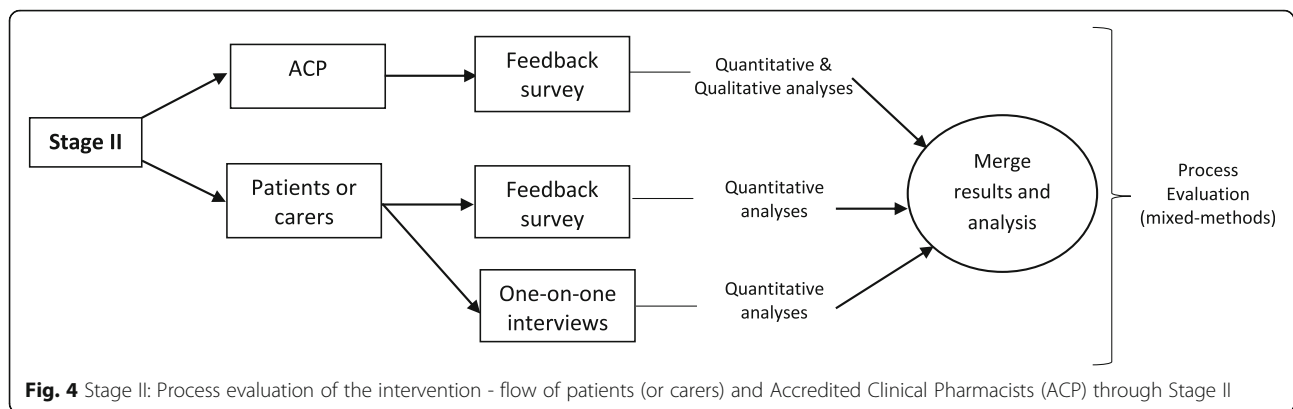 Stage II
ACP
Feedback
survey
Quantitative &
Qualitative analyses
Patients or
carers
Feedback
survey
Quantitative
analyses
One-on-one
interviews
Quantitative
analyses
Merge
results and
analysis
Process
Evaluation
(mixed-methods)
Fig. 4 Stage II: Process evaluation of the intervention - flow of patients (or carers) and Accredited Clinical Pharmacists (ACP) through Stage II